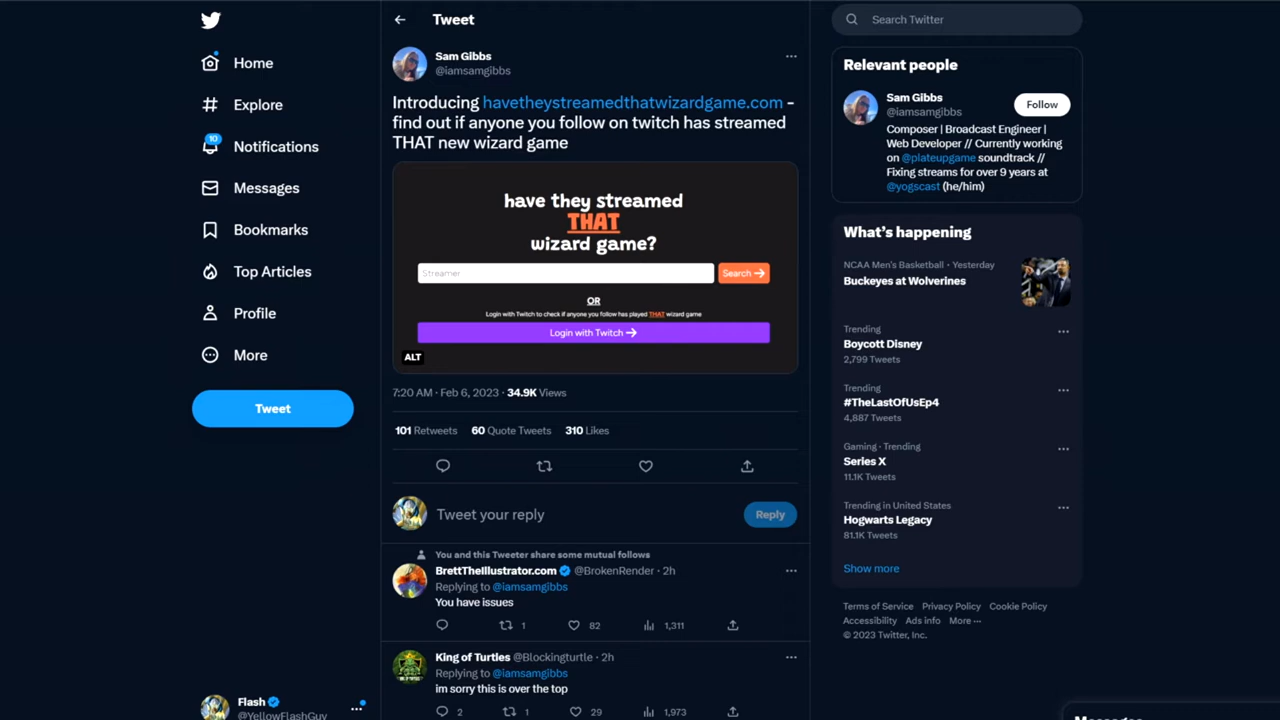 Home
Explore
10
Notifications
Messages
Bookmarks
Top Articles
Profile
More
Tweet
Flash
@YellowFlashGuy
Tweet
Sam Gibbs
@iamsamgibbs
Introducing havetheystreamedthatwizardgame.com -
find out if anyone you follow on twitch has streamed
THAT new wizard game
have they streamed
THAT
wizard game?
Streamer
Search →
OR
Login with Twitch to check if anyone you follow has played THAT wizard game
Login with Twitch →
ALT
7:20 AM · Feb 6, 2023 · 34.9K Views
101 Retweets 60 Quote Tweets 310 Likes
Tweet your reply
Reply
You and this Tweeter share some mutual follows
BrettTheIllustrator.com @BrokenRender · 2h
Replying to @iamsamgibbs
You have issues
1 82 1,311
King of Turtles @Blockingturtle · 2h
Replying to @iamsamgibbs
im sorry this is over the top
2 1 29 1,973
Search Twitter
Relevant people
Sam Gibbs
@iamsamgibbs
Follow
Composer | Broadcast Engineer |
Web Developer // Currently working
on @plateupgame soundtrack //
Fixing streams for over 9 years at
@yogscast (he/him)
What's happening
NCAA Men's Basketball · Yesterday
Buckeyes at Wolverines
Trending
Boycott Disney
2,799 Tweets
Trending
#TheLastOfUsEp4
4,887 Tweets
Gaming · Trending
Series X
11.1K Tweets
Trending in United States
Hogwarts Legacy
81.1K Tweets
Show more
Terms of Service Privacy Policy Cookie Policy
Accessibility Ads info More ···
© 2023 Twitter, Inc.
Messages